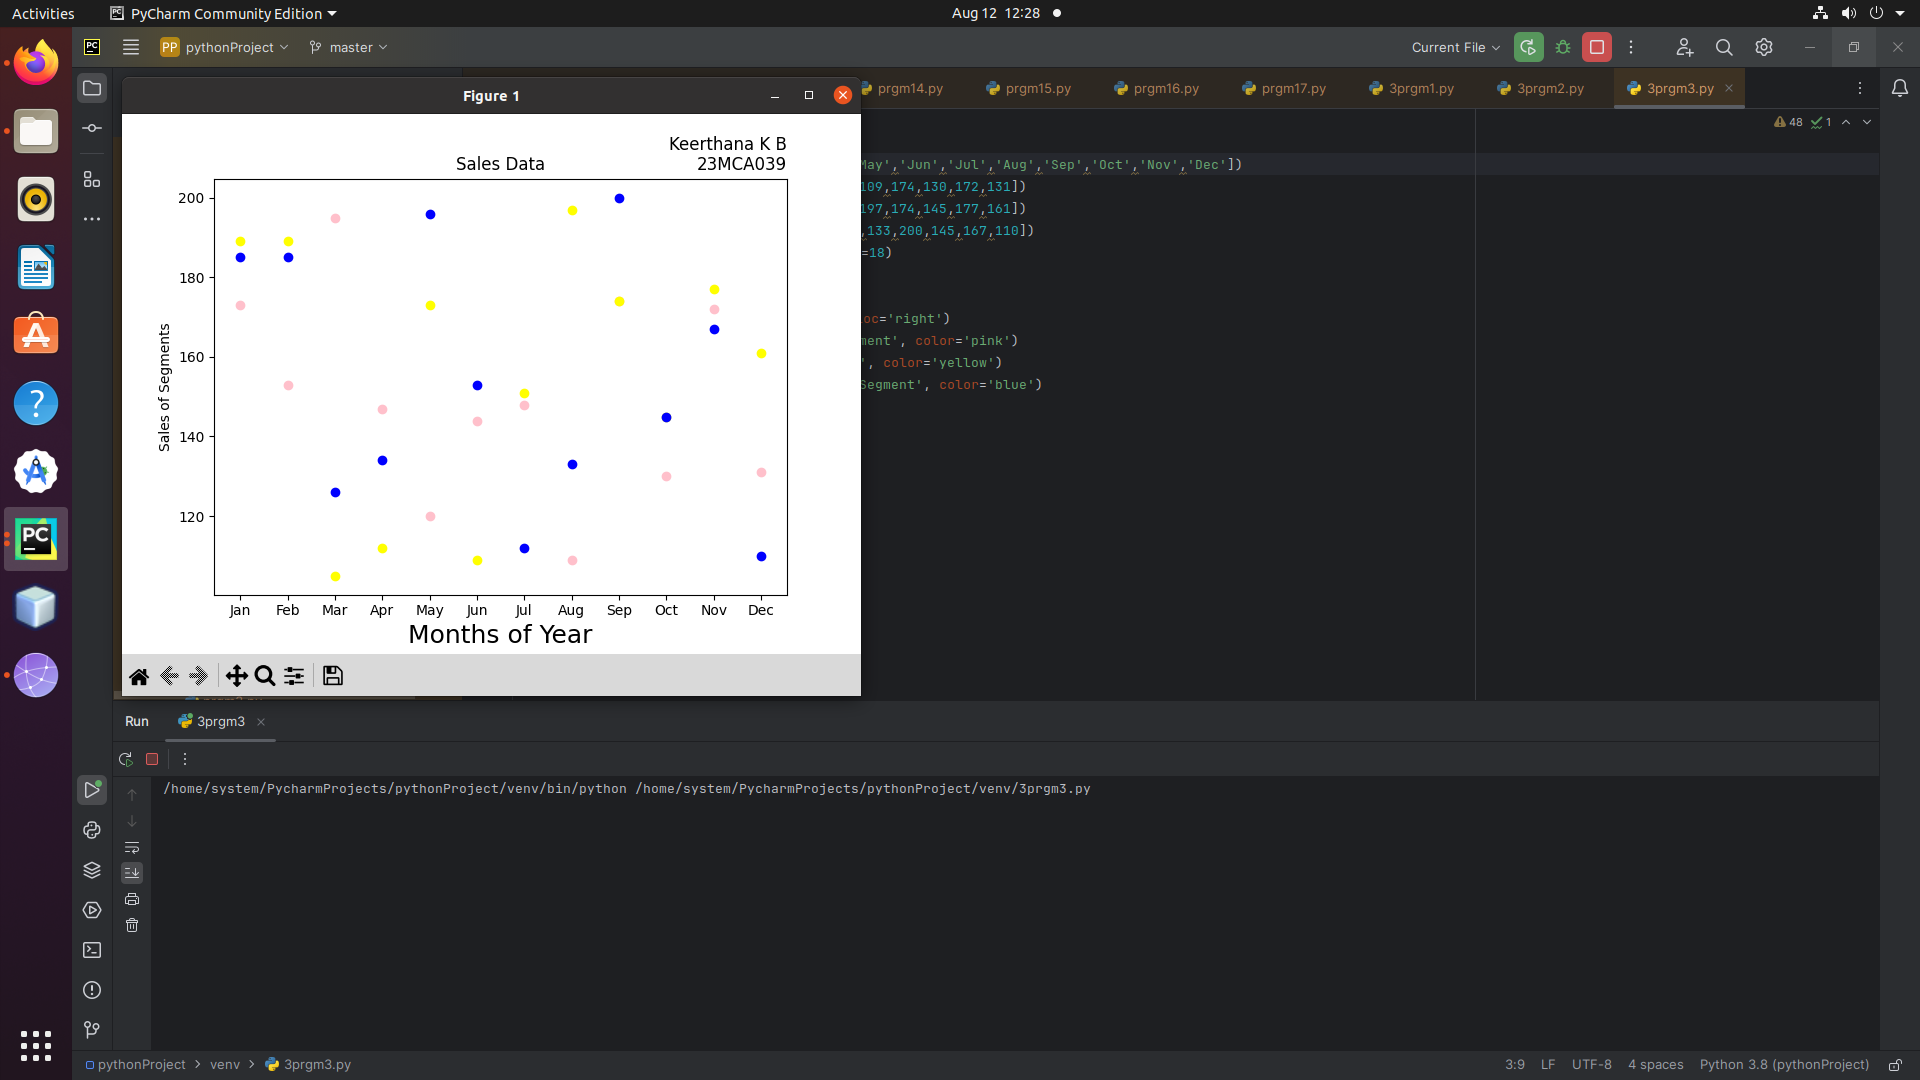 Activities
PyCharm Community Edition
Aug 12 12:28
PC
PP pythonProject
master
Current File
prgm14.py
prgm15.py
prgm16.py
prgm17.py
3prgm1.py
3prgm2.py
3prgm3.py
48
1
Figure 1
Keerthana K B
23MCA039
Sales Data
Sales of Segments
200
180
160
140
120
Jan Feb Mar Apr May Jun Jul Aug Sep Oct Nov Dec
Months of Year
May','Jun','Jul','Aug','Sep','Oct','Nov','Dec'])
109,174,130,172,131])
197,174,145,177,161])
,133,200,145,167,110])
=18)
loc='right')
ment', color='pink')
', color='yellow')
Segment', color='blue')
PC
Run
3prgm3
/home/system/PycharmProjects/pythonProject/venv/bin/python /home/system/PycharmProjects/pythonProject/venv/3prgm3.py
pythonProject > venv > 3prgm3.py
3:9
LF
UTF-8
4 spaces
Python 3.8 (pythonProject)